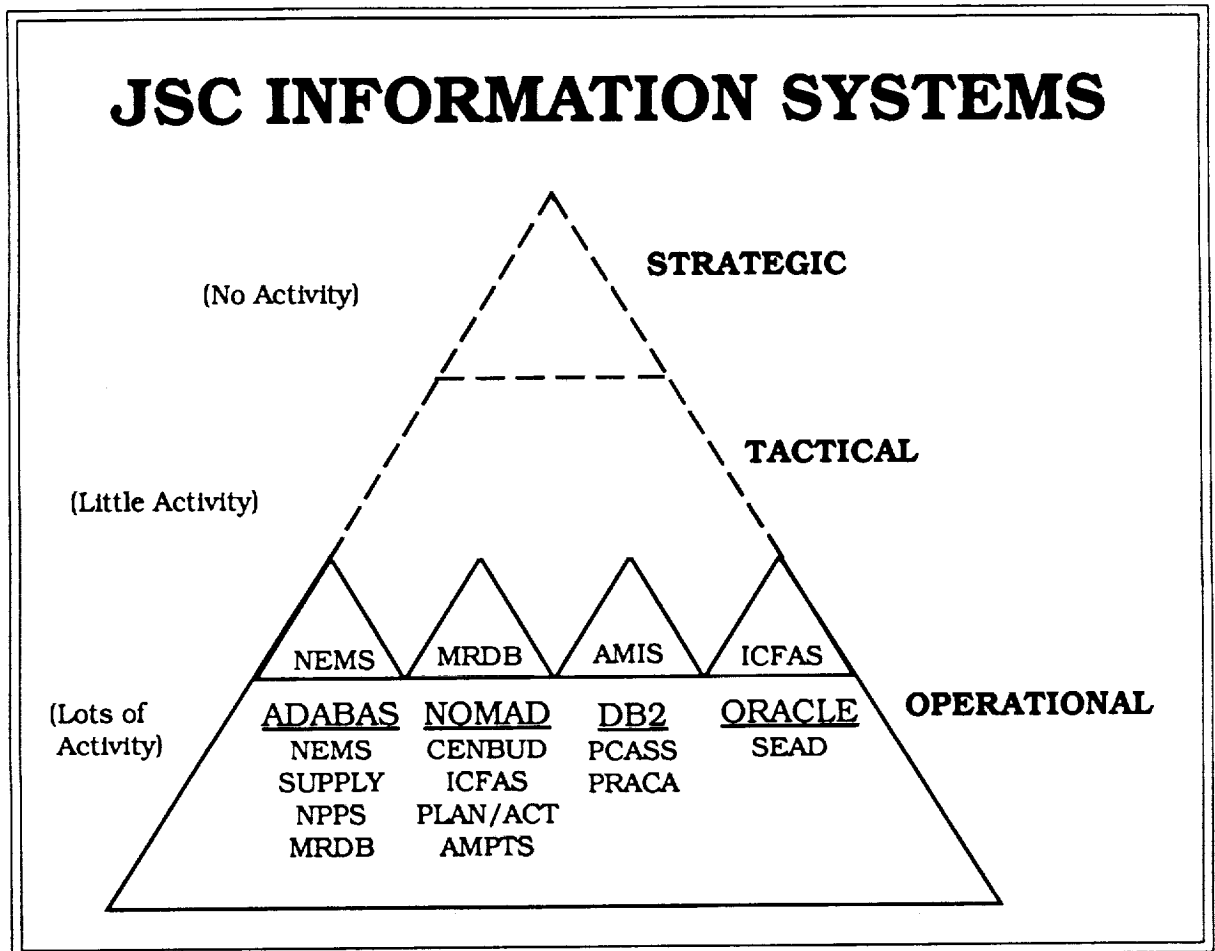 JSC INFORMATION SYSTEMS
STRATEGIC
(No Activity)
TACTICAL
(Little Activity)
NEMS MRDB AMIS ICFAS
(Lots of
Activity)
OPERATIONAL
ADABAS NOMAD DB2 ORACLE
NEMS CENBUD PCASS SEAD
SUPPLY ICFAS PRACA
NPPS PLAN/ACT
MRDB AMPTS